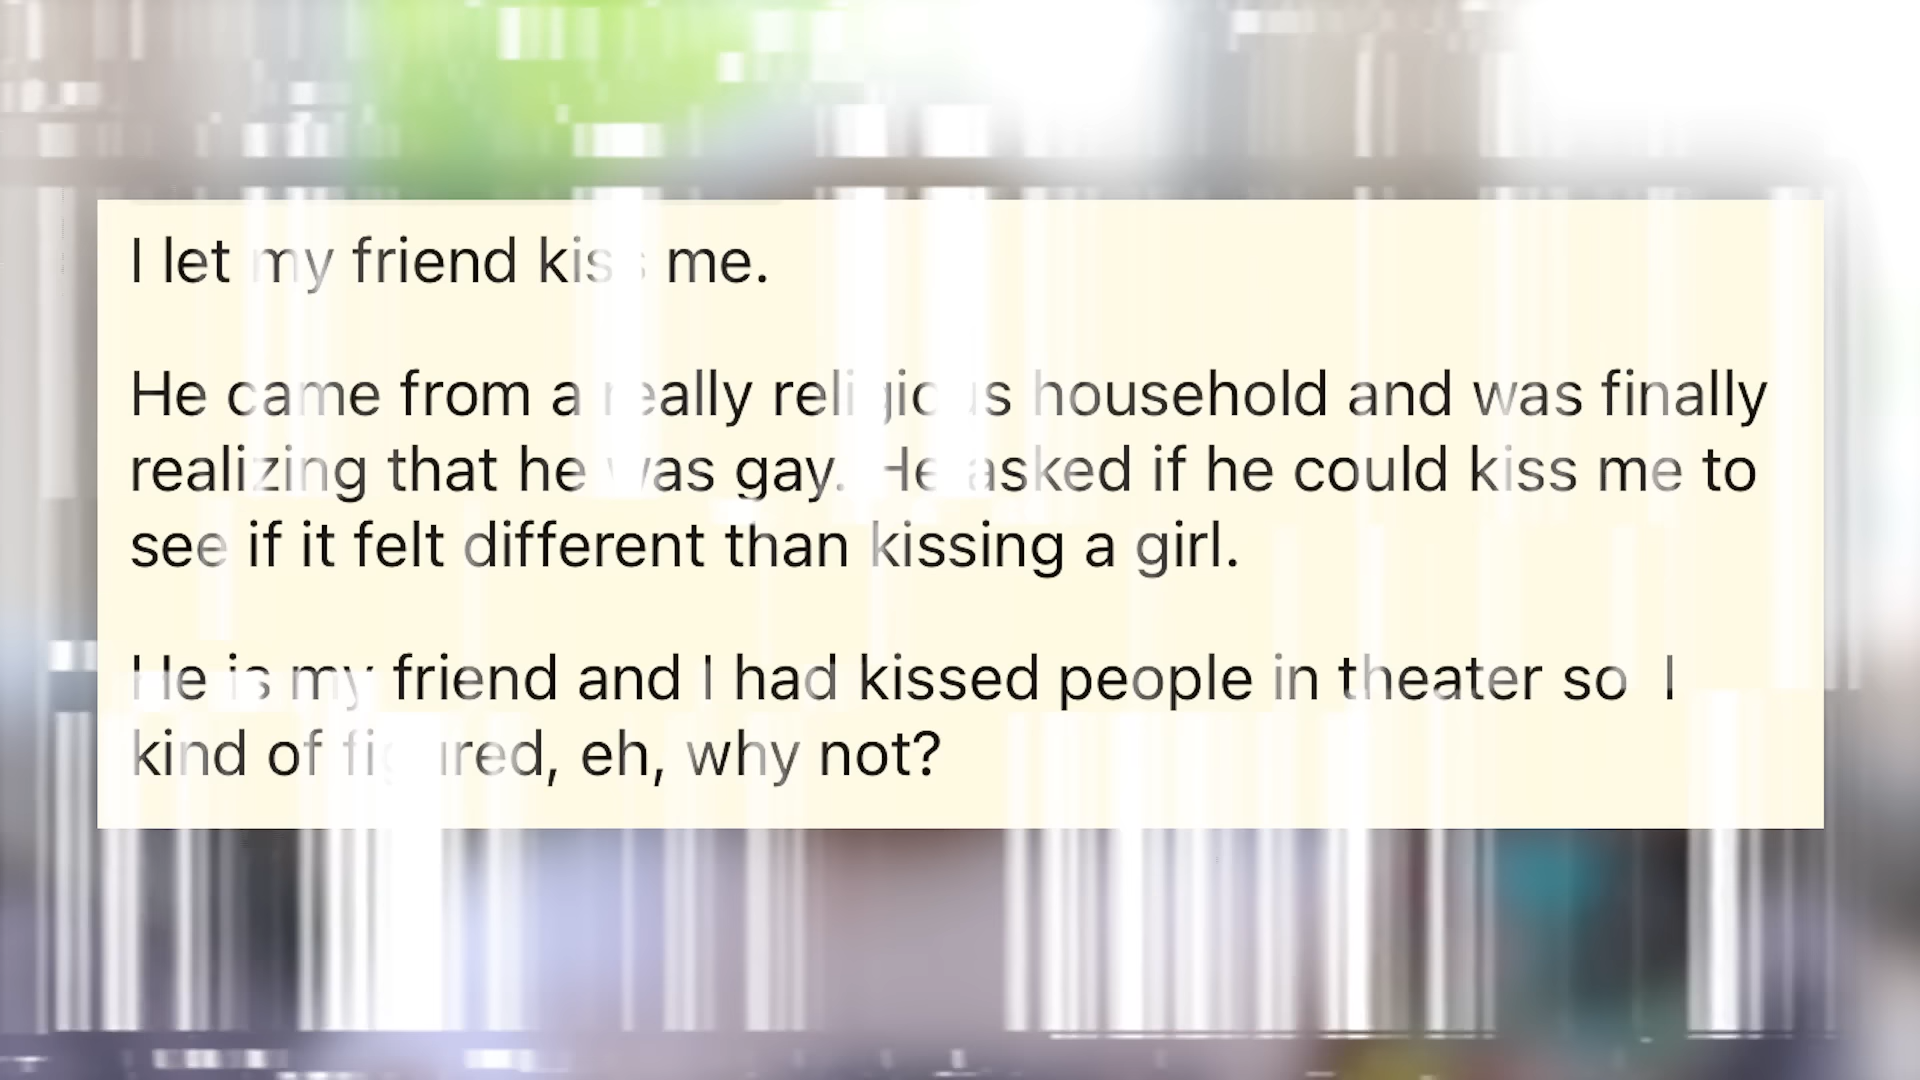 I let my friend kiss me.
He came from a really religious household and was finally
realizing that he was gay. He asked if he could kiss me to
see if it felt different than kissing a girl.
He is my friend and I had kissed people in theater so I
kind of figured, eh, why not?